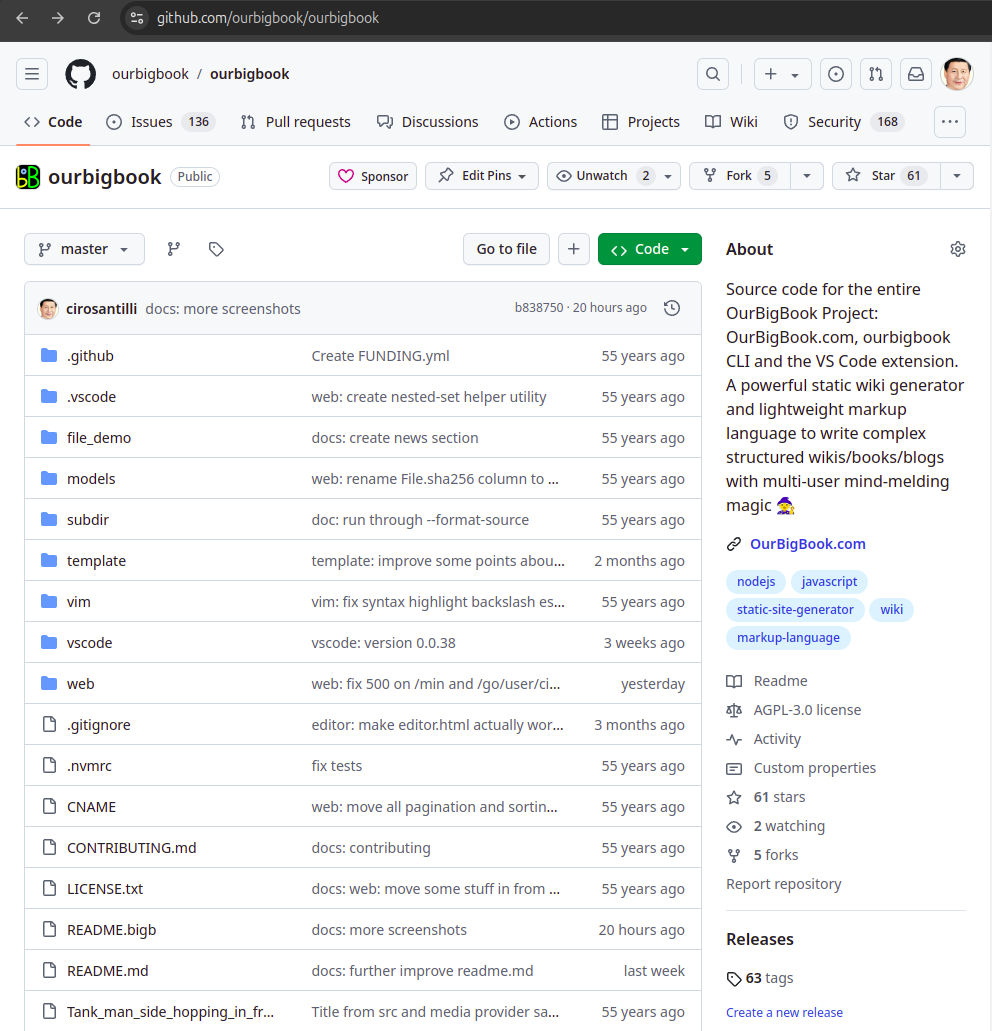 github.com/ourbigbook/ourbigbook
ourbigbook / ourbigbook
Code Issues 136 Pull requests Discussions Actions Projects Wiki Security 168 ...
ourbigbook Public Sponsor Edit Pins Unwatch 2 Fork 5 Star 61
master Go to file Code
cirosantilli docs: more screenshots b838750 · 20 hours ago
.github Create FUNDING.yml 55 years ago
.vscode web: create nested-set helper utility 55 years ago
file_demo docs: create news section 55 years ago
models web: rename File.sha256 column to ... 55 years ago
subdir doc: run through --format-source 55 years ago
template template: improve some points abou... 2 months ago
vim vim: fix syntax highlight backslash es... 55 years ago
vscode vscode: version 0.0.38 3 weeks ago
web web: fix 500 on /min and /go/user/ci... yesterday
.gitignore editor: make editor.html actually wor... 3 months ago
.nvmrc fix tests 55 years ago
CNAME web: move all pagination and sortin... 55 years ago
CONTRIBUTING.md docs: contributing 55 years ago
LICENSE.txt docs: web: move some stuff in from ... 55 years ago
README.bigb docs: more screenshots 20 hours ago
README.md docs: further improve readme.md last week
Tank_man_side_hopping_in_fr... Title from src and media provider sa... 55 years ago
About
Source code for the entire
OurBigBook Project:
OurBigBook.com, ourbigbook
CLI and the VS Code extension.
A powerful static wiki generator
and lightweight markup
language to write complex
structured wikis/books/blogs
with multi-user mind-melding
magic 🧙‍♀️
OurBigBook.com
nodejs javascript
static-site-generator wiki
markup-language
Readme
AGPL-3.0 license
Activity
Custom properties
61 stars
2 watching
5 forks
Report repository
Releases
63 tags
Create a new release